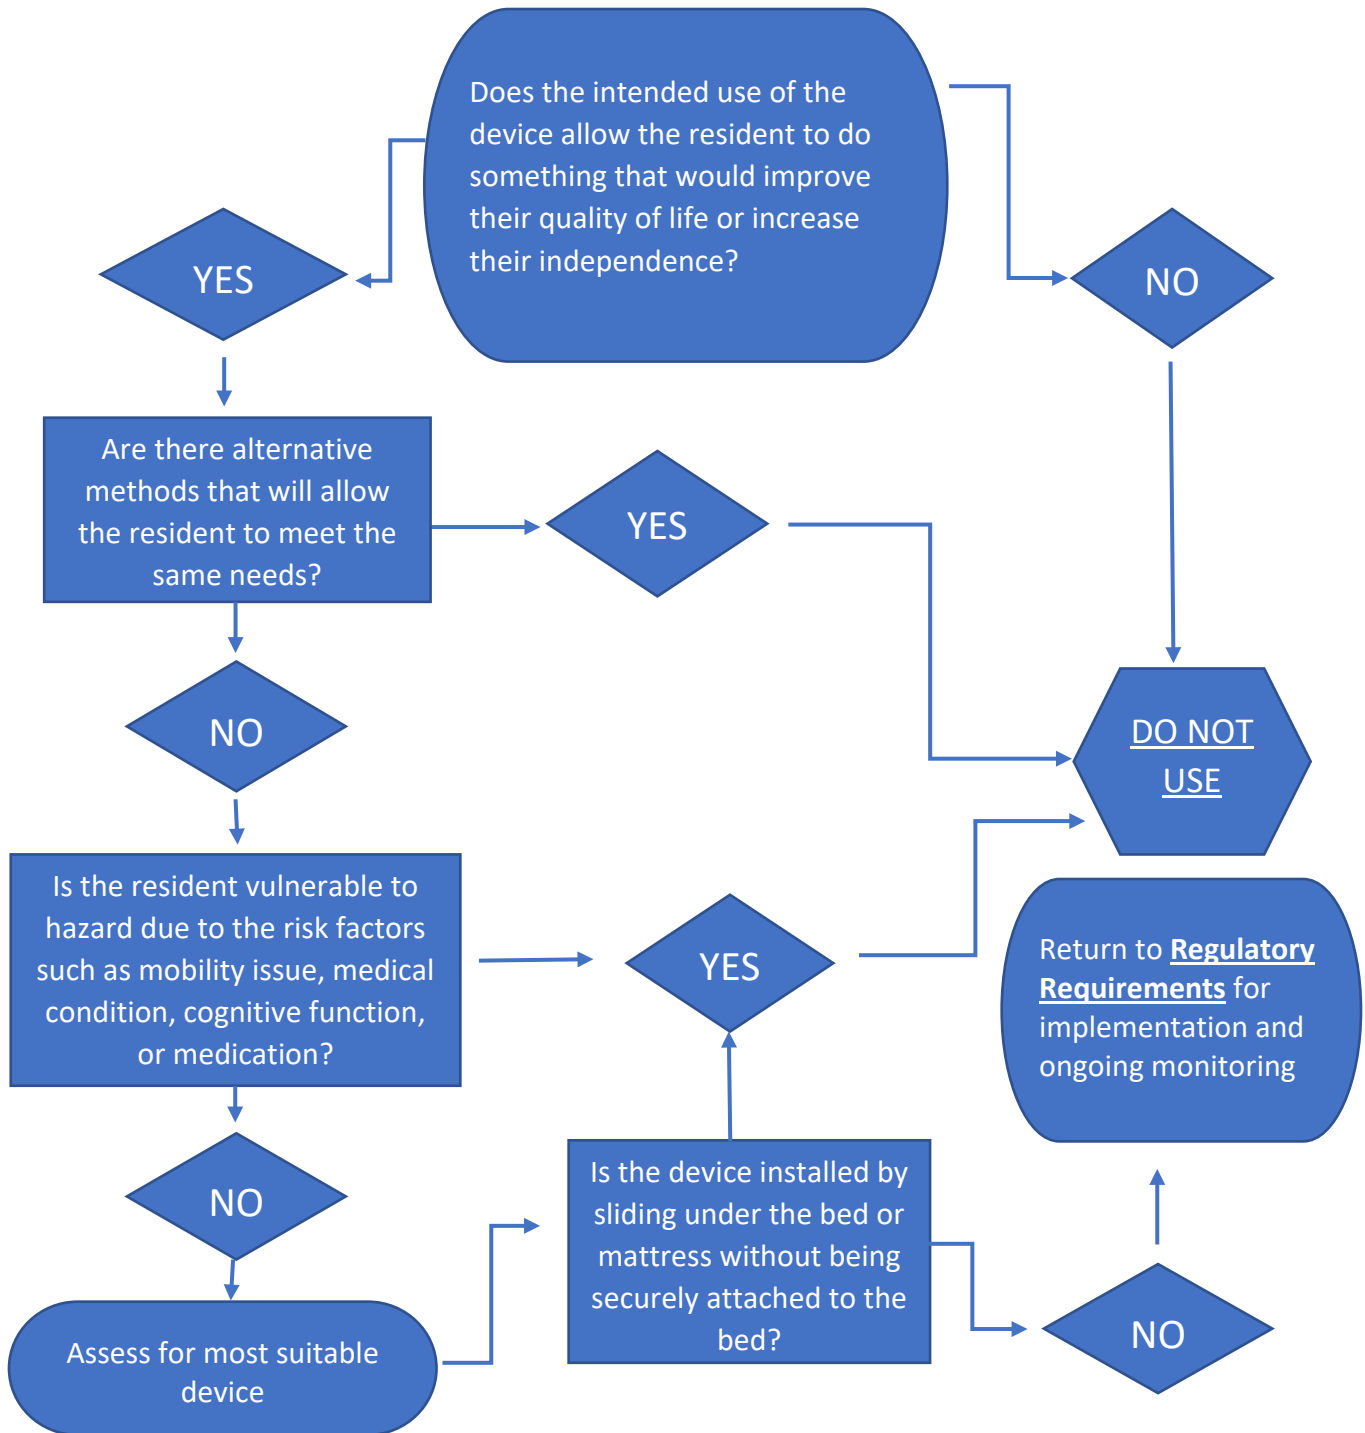 Does the intended use of the
device allow the resident to do
something that would improve
their quality of life or increase
their independence?
YES
NO
Are there alternative
methods that will allow
the resident to meet the
same needs?
YES
NO
DO NOT
USE
Is the resident vulnerable to
hazard due to the risk factors
such as mobility issue, medical
condition, cognitive function,
or medication?
YES
Return to Regulatory
Requirements for
implementation and
ongoing monitoring
NO
Is the device installed by
sliding under the bed or
mattress without being
securely attached to the
bed?
NO
Assess for most suitable
device